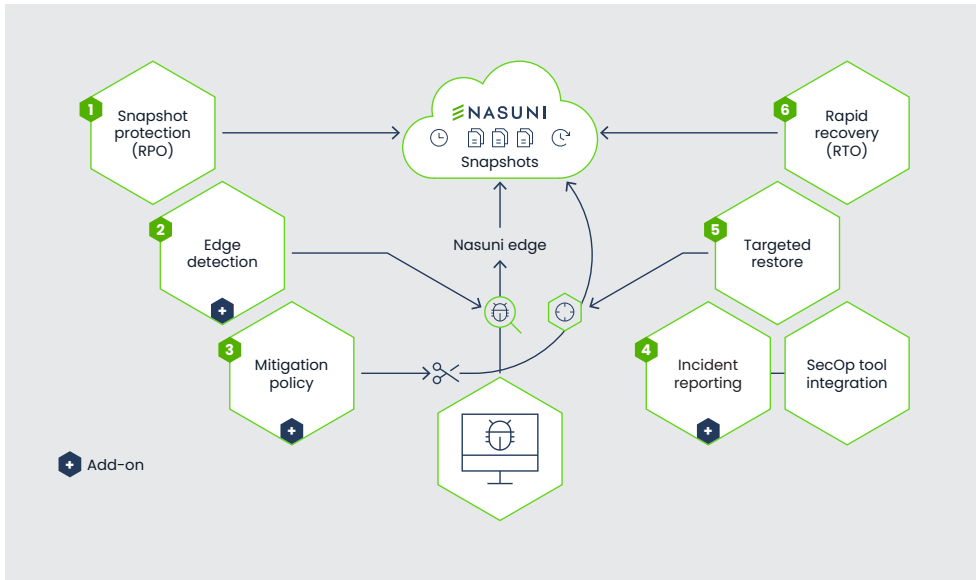 1
Snapshot
protection
(RPO)
NASUNI
Snapshots
6
Rapid
recovery
(RTO)
2
Edge
detection
+
Nasuni edge
5
Targeted
restore
3
Mitigation
policy
+
4
Incident
reporting
+
SecOp tool
integration
+ Add-on